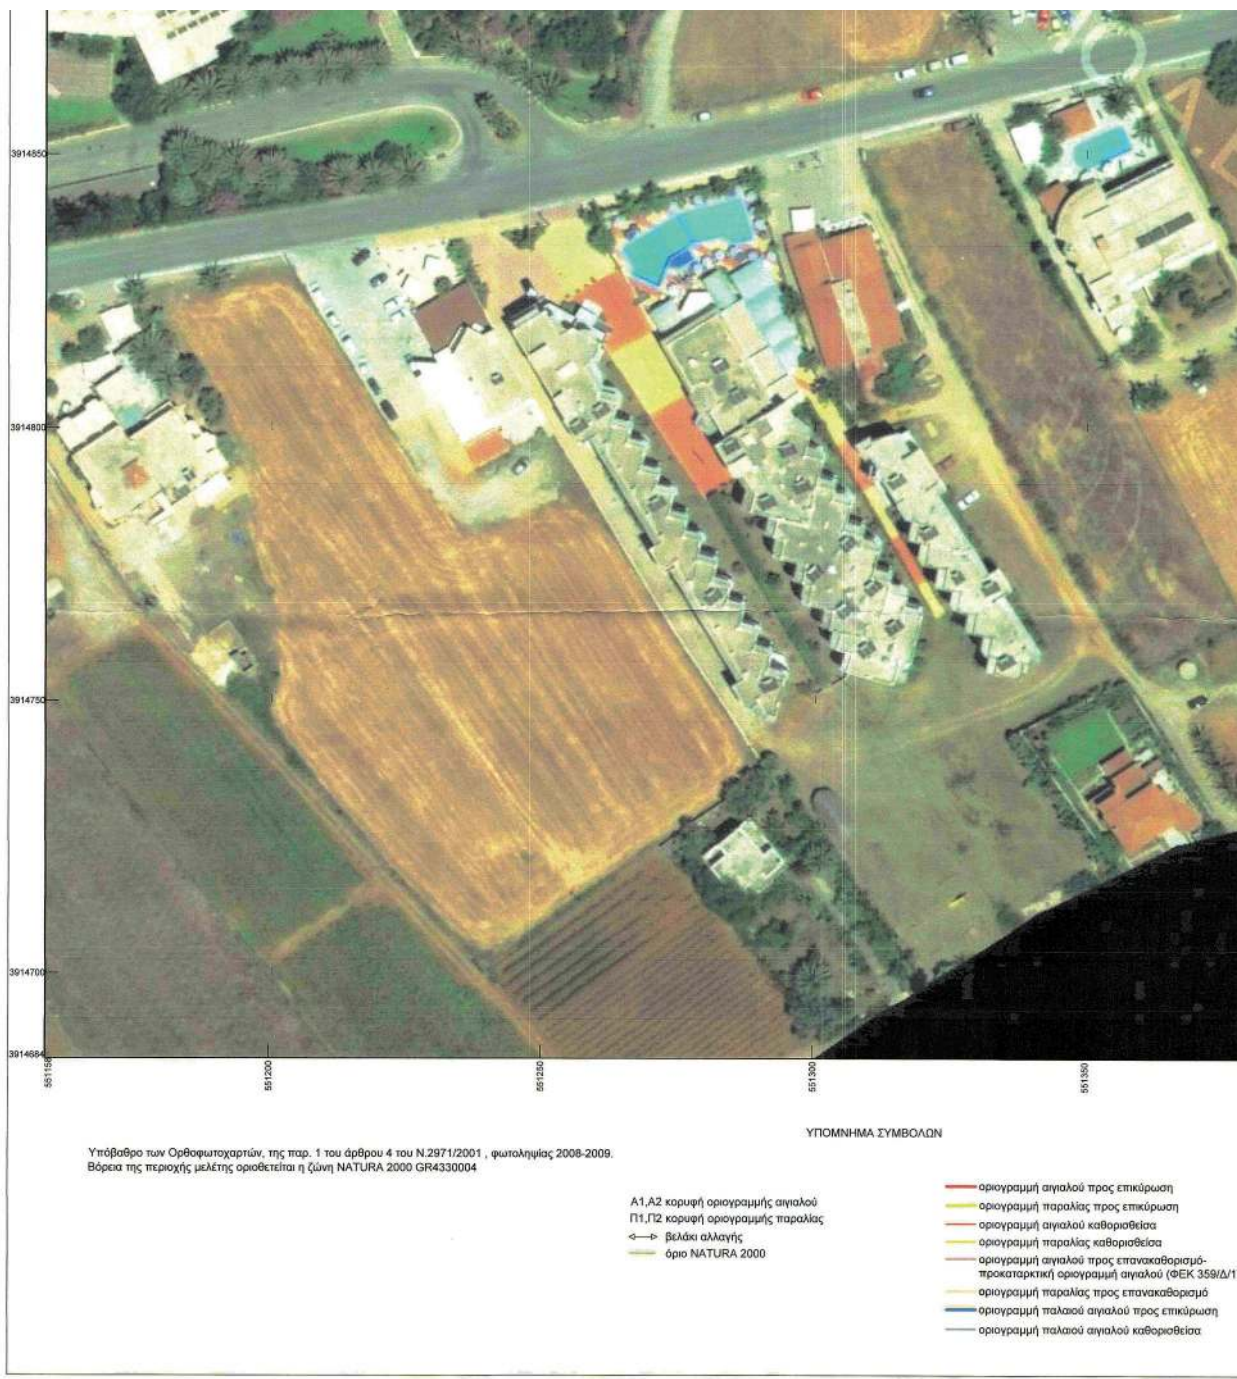 3914850
3914800
3914750
3914700
3914684
551158
551200
551250
551300
551350
ΥΠΟΜΝΗΜΑ ΣΥΜΒΟΛΩΝ
Υπόβαθρο των Ορθοφωτοχαρτών, της παρ. 1 του άρθρου 4 του Ν.2971/2001 , φωτοληψίας 2008-2009.
Βόρεια της περιοχής μελέτης οριοθετείται η ζώνη NATURA 2000 GR4330004
Α1,Α2 κορυφή οριογραμμής αιγιαλού
Π1,Π2 κορυφή οριογραμμής παραλίας
βελάκι αλλαγής
όριο NATURA 2000
οριογραμμή αιγιαλού προς επικύρωση
οριογραμμή παραλίας προς επικύρωση
οριογραμμή αιγιαλού καθορισθείσα
οριογραμμή παραλίας καθορισθείσα
οριογραμμή αιγιαλού προς επανακαθορισμό-
προκαταρκτική οριογραμμή αιγιαλού (ΦΕΚ 359/Δ/1
οριογραμμή παραλίας προς επανακαθορισμό
οριογραμμή παλαιού αιγιαλού προς επικύρωση
οριογραμμή παλαιού αιγιαλού καθορισθείσα